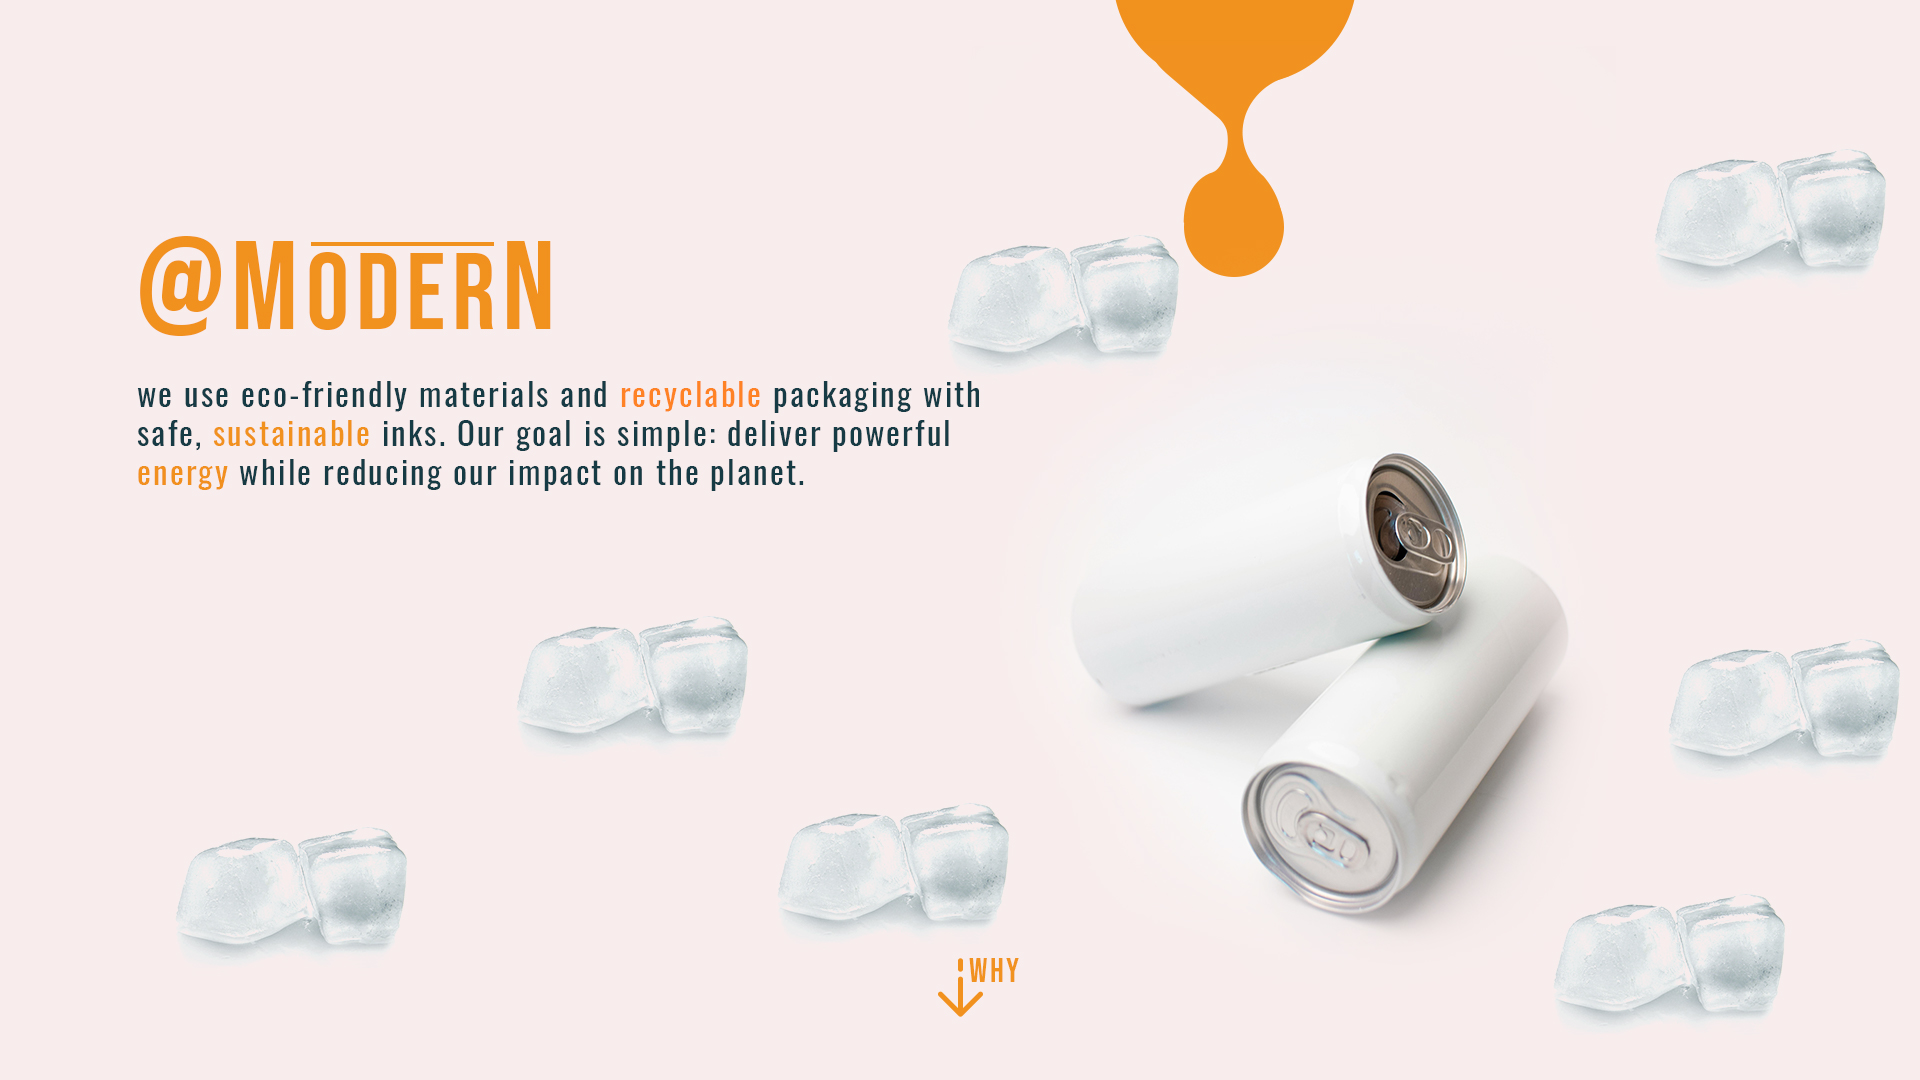 @MODERN
we use eco-friendly materials and recyclable packaging with
safe, sustainable inks. Our goal is simple: deliver powerful
energy while reducing our impact on the planet.
WHY